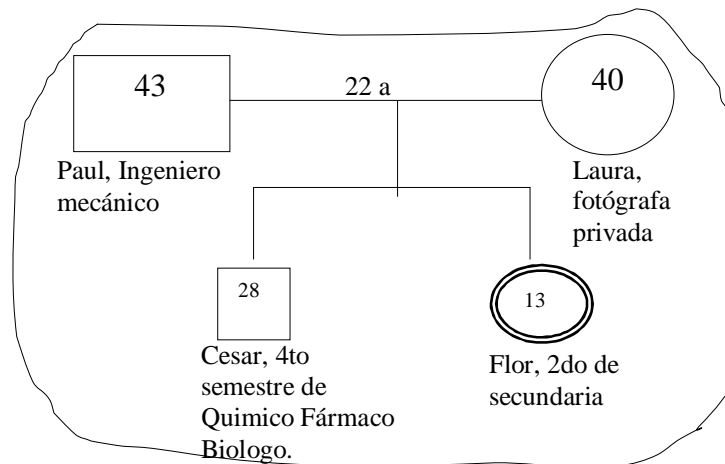 43
22 a
40
Paul, Ingeniero
mecánico
Laura,
fotógrafa
privada
28
13
Cesar, 4to
semestre de
Quimico Fármaco
Biologo.
Flor, 2do de
secundaria